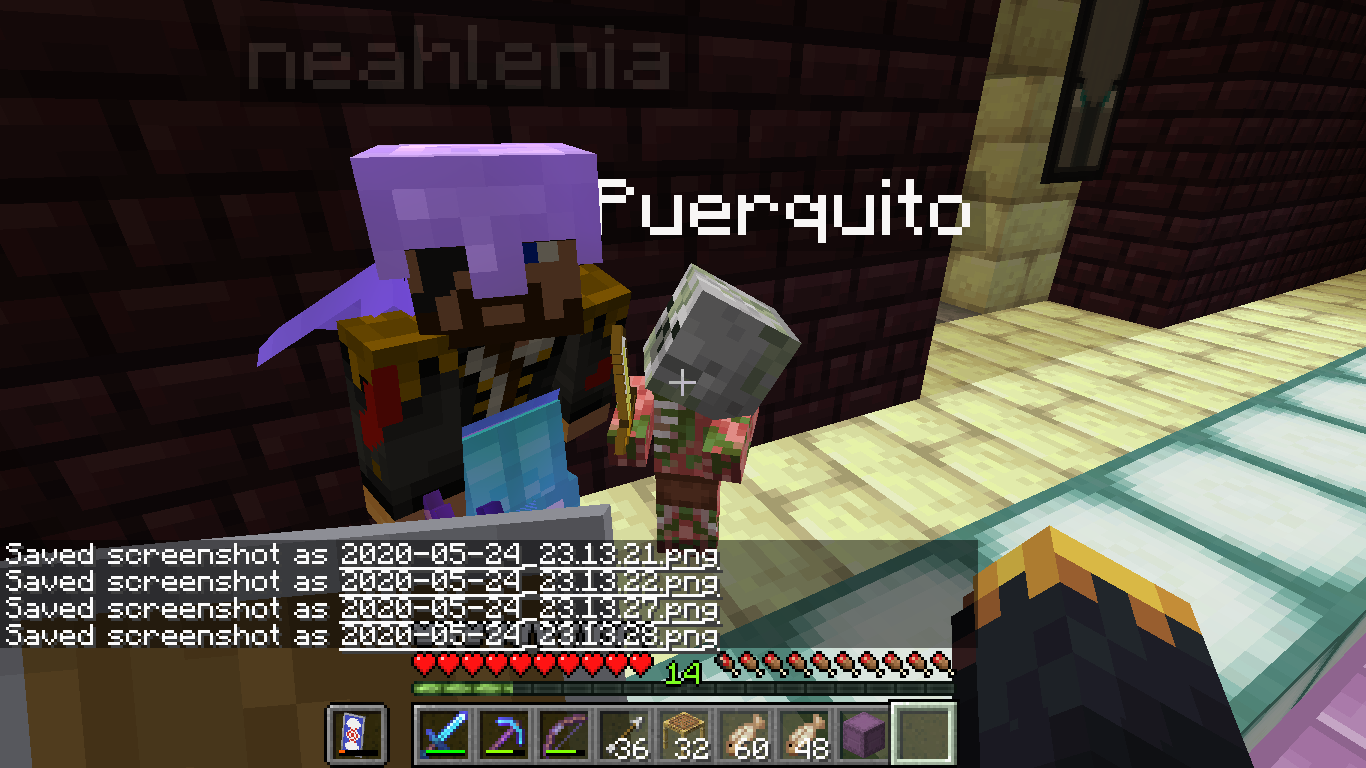 neahlenia
Puerquito
Saved screenshot as 2020-05-24_23.13.21.png
Saved screenshot as 2020-05-24_23.13.22.png
Saved screenshot as 2020-05-24_23.13.27.png
Saved screenshot as 2020-05-24_23.13.28.png
14
36 32 60 48